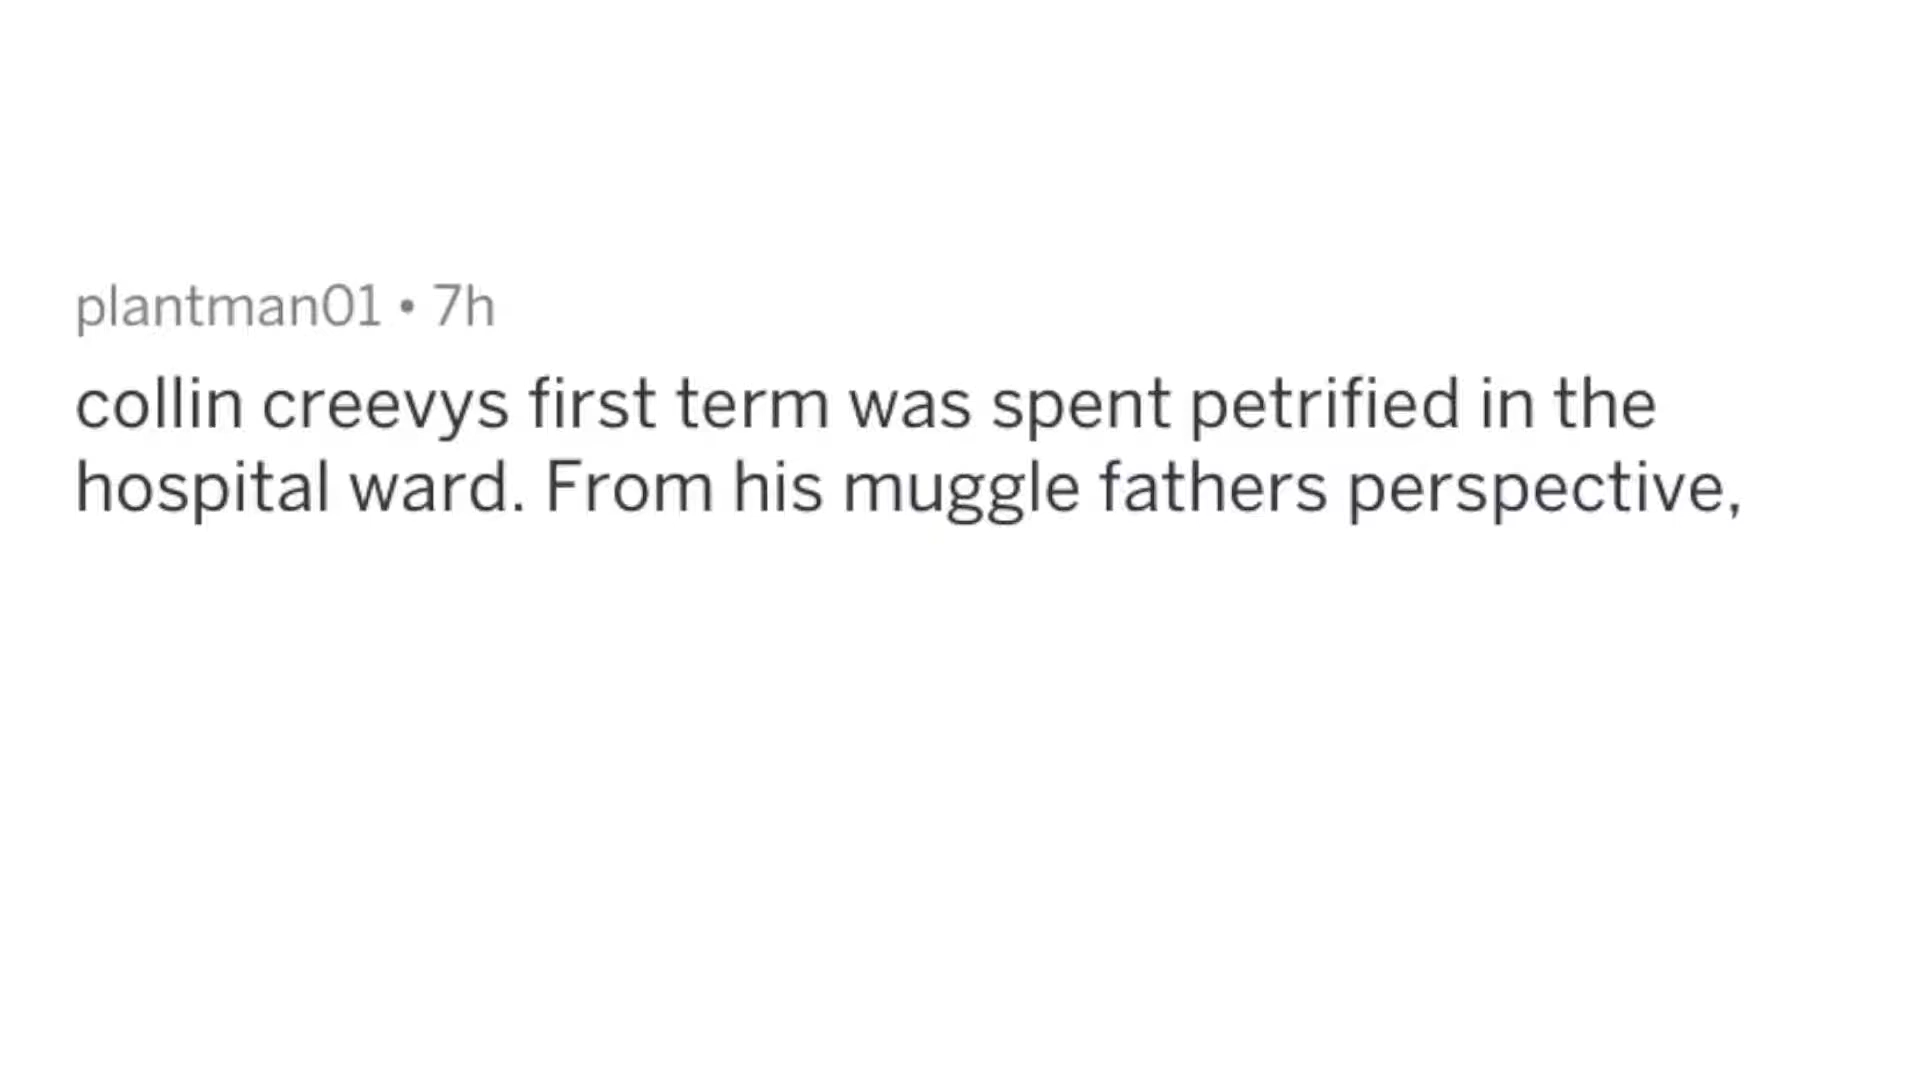 plantman01 • 7h
collin creevys first term was spent petrified in the
hospital ward. From his muggle fathers perspective,